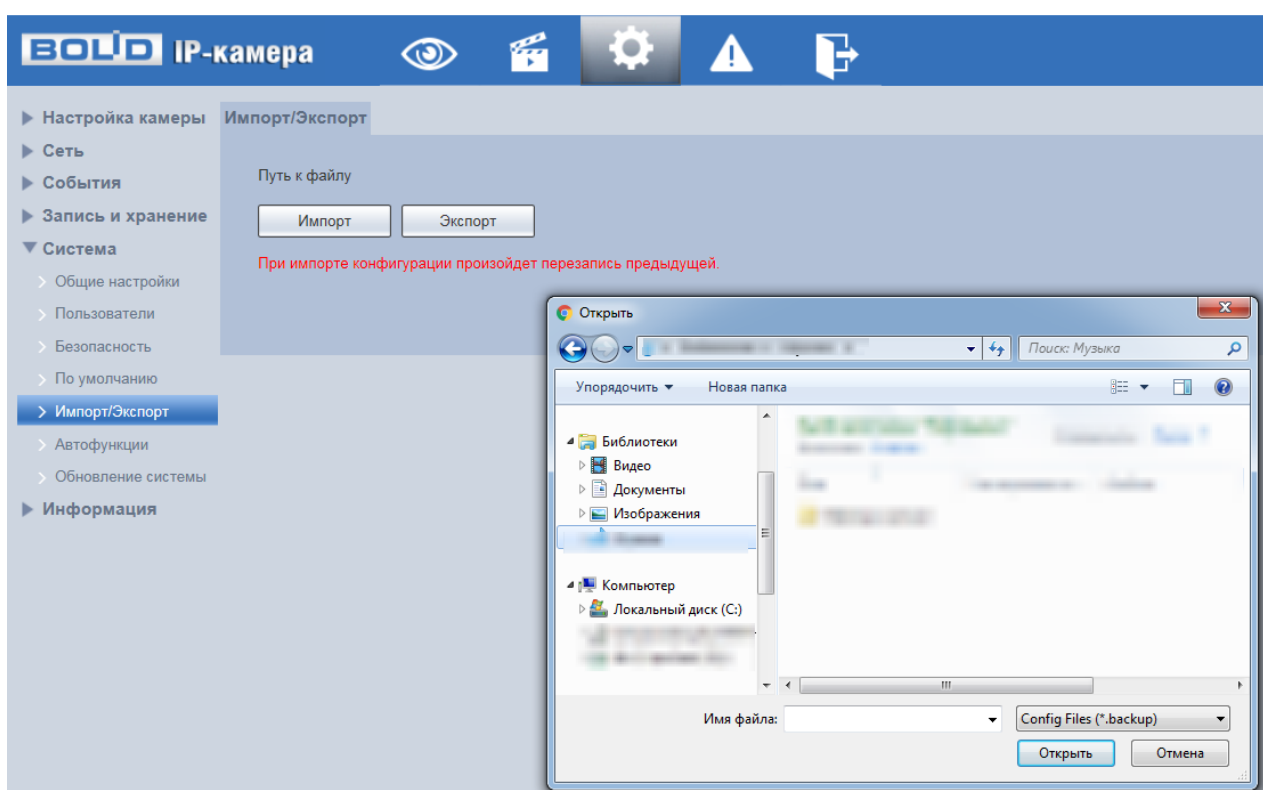 BOLID IP-камера
Настройка камеры
Импорт/Экспорт
Сеть
События
Путь к файлу
Запись и хранение
Импорт
Экспорт
Система
При импорте конфигурации произойдет перезапись предыдущей.
Общие настройки
Пользователи
Безопасность
По умолчанию
Импорт/Экспорт
Автофункции
Обновление системы
Информация
Открыть
Поиск: Музыка
Упорядочить
Новая папка
Библиотеки
Видео
Документы
Изображения
Компьютер
Локальный диск (C:)
Имя файла:
Config Files (*.backup)
Открыть
Отмена